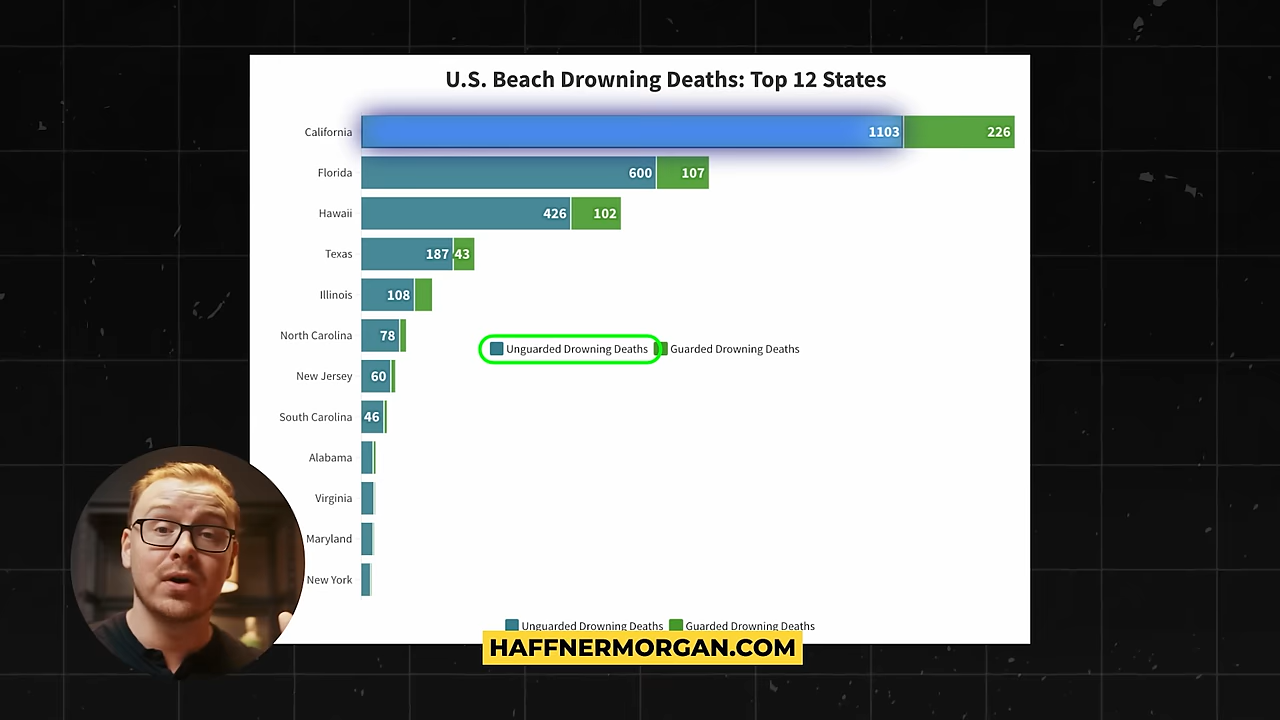 U.S. Beach Drowning Deaths: Top 12 States
California 1103 226
Florida 600 107
Hawaii 426 102
Texas 187 43
Illinois 108
North Carolina 78
Unguarded Drowning Deaths Guarded Drowning Deaths
New Jersey 60
South Carolina 46
Alabama
Virginia
Maryland
New York
Unguarded Drowning Deaths Guarded Drowning Deaths
HAFFNERMORGAN.COM